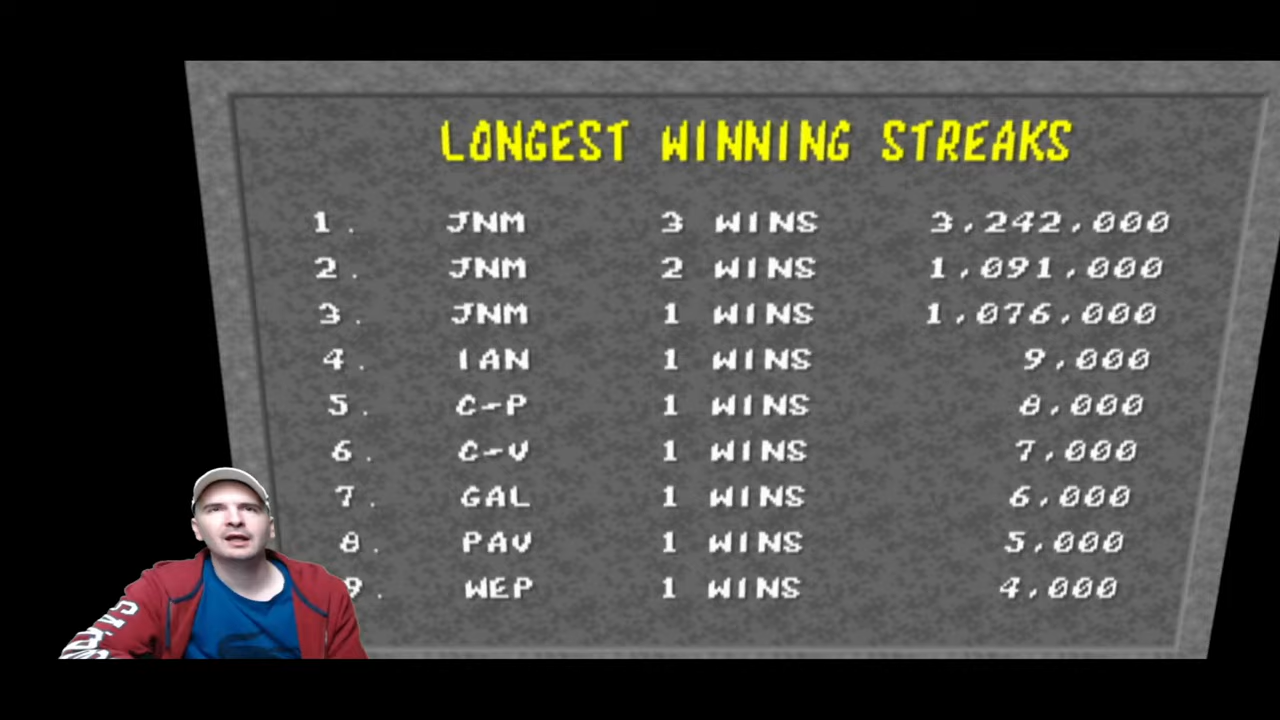 LONGEST WINNING STREAKS
1. JNM 3 WINS 3,242,000
2. JNM 2 WINS 1,091,000
3. JNM 1 WINS 1,076,000
4. IAN 1 WINS 9,000
5. C-P 1 WINS 8,000
6. C-V 1 WINS 7,000
7. GAL 1 WINS 6,000
8. PAV 1 WINS 5,000
9. WEP 1 WINS 4,000